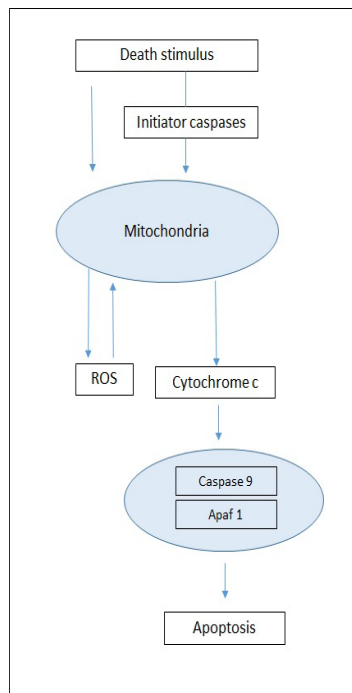 Death stimulus
Initiator caspases
Mitochondria
ROS
Cytochrome c
Caspase 9
Apaf 1
Apoptosis